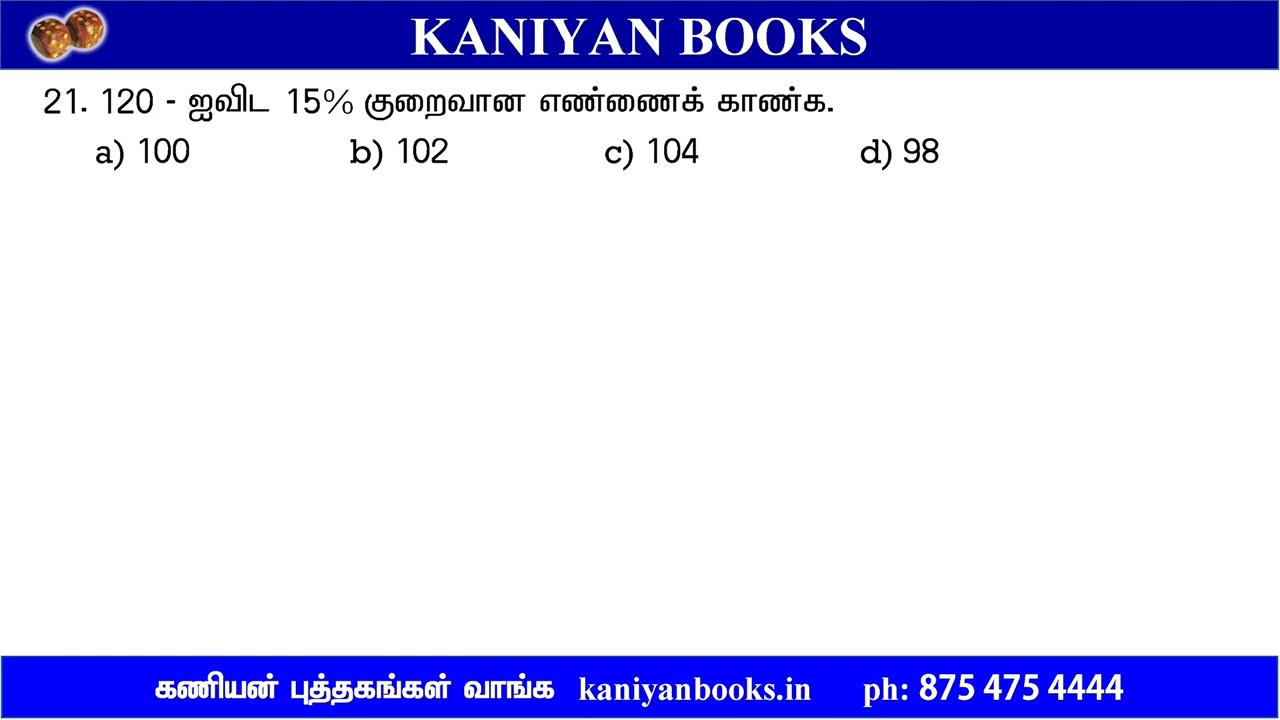 KANIYAN BOOKS
21. 120 - ஐவிட 15% குறைவான எண்ணைக் காண்க.
a) 100 b) 102 c) 104 d) 98
கணியன் புத்தகங்கள் வாங்க kaniyanbooks.in ph: 875 475 4444